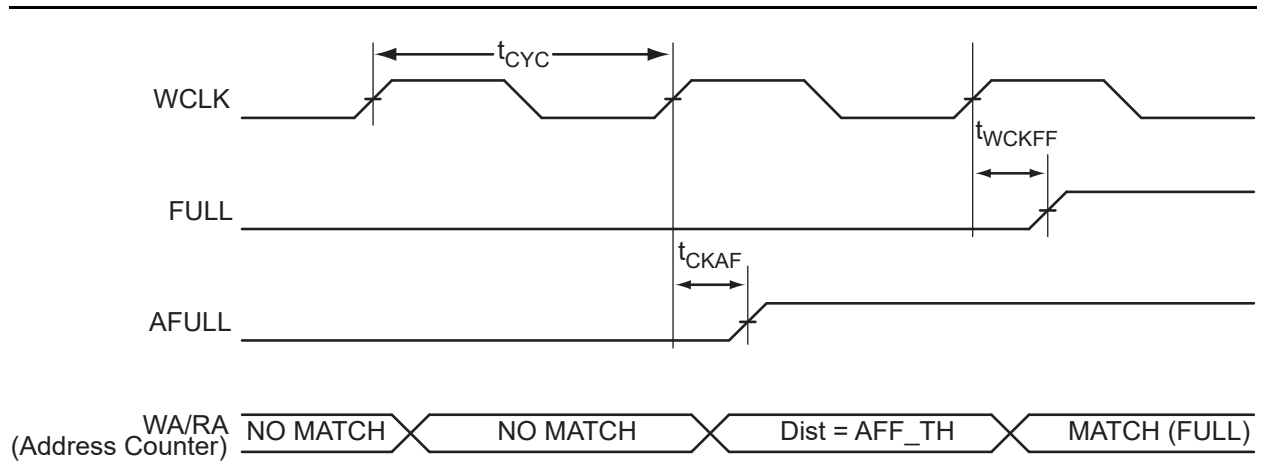 tCYC
WCLK
tWCKFF
FULL
tCKAF
AFULL
WA/RA
(Address Counter)
NO MATCH
NO MATCH
Dist = AFF_TH
MATCH (FULL)